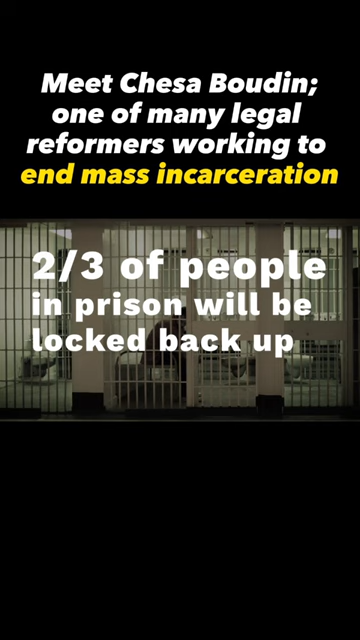 Meet Chesa Boudin;
one of many legal
reformers working to
end mass incarceration
2/3 of people
in prison will be
locked back up